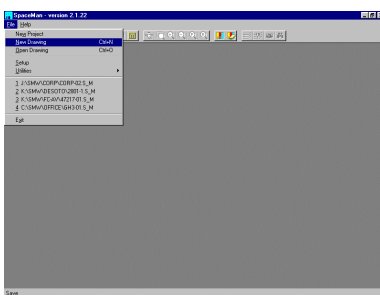 SpaceMan - version 2.1.22
File Help
New Project
New Drawing Ctrl+N
Open Drawing Ctrl+O
Setup
Utilities
1 J:\SMW\CORP\CORP-02.S_M
2 K:\SMW\DESOTO\2881-1.S_M
3 K:\SMW\FCAV\47217-01.S_M
4 C:\SMW\OFFICE\GH3-01.S_M
Exit
Save